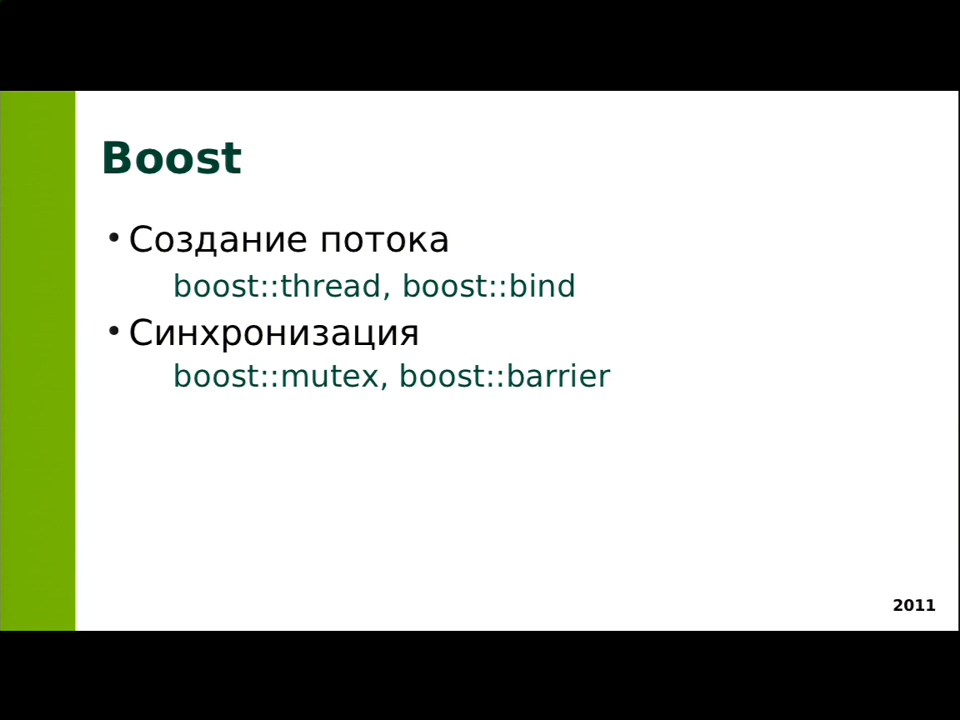 Boost
• Создание потока
boost::thread, boost::bind
• Синхронизация
boost::mutex, boost::barrier
2011